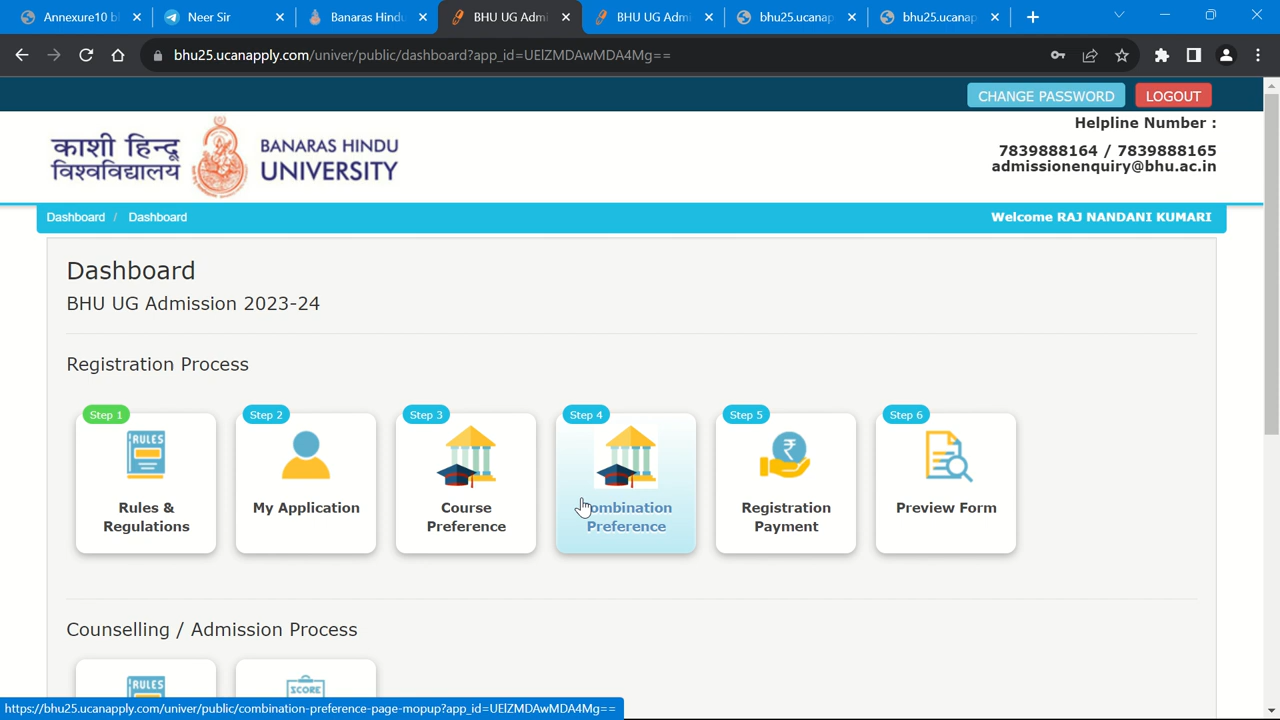 Annexure10 b
Neer Sir
Banaras Hindu
BHU UG Admi
BHU UG Admi
bhu25.ucanap
bhu25.ucanap
bhu25.ucanapply.com/univer/public/dashboard?app_id=UElZMDAwMDA4Mg==
CHANGE PASSWORD
LOGOUT
काशी हिन्दू
विश्वविद्यालय
BANARAS HINDU
UNIVERSITY
Helpline Number :
7839888164 / 7839888165
admissionenquiry@bhu.ac.in
Dashboard / Dashboard
Welcome RAJ NANDANI KUMARI
Dashboard
BHU UG Admission 2023-24
Registration Process
Step 1
Step 2
Step 3
Step 4
Step 5
Step 6
RULES
Rules &
Regulations
My Application
Course
Preference
Combination
Preference
Registration
Payment
Preview Form
Counselling / Admission Process
RULES
SCORE
https://bhu25.ucanapply.com/univer/public/combination-preference-page-mopup?app_id=UElZMDAwMDA4Mg==